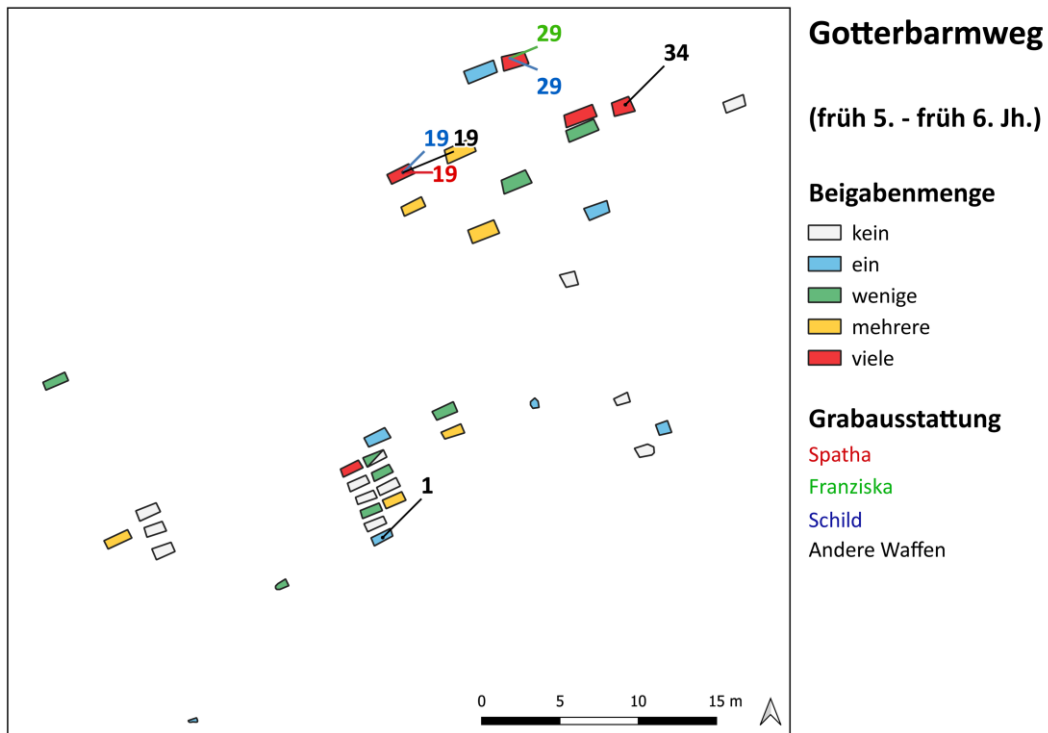 Gotterbarmweg
(früh 5. - früh 6. Jh.)
29
34
29
19 19
19
Beigabenmenge
kein
ein
wenige
mehrere
viele
Grabausstattung
Spatha
Franziska
Schild
Andere Waffen
1
0 5 10 15 m